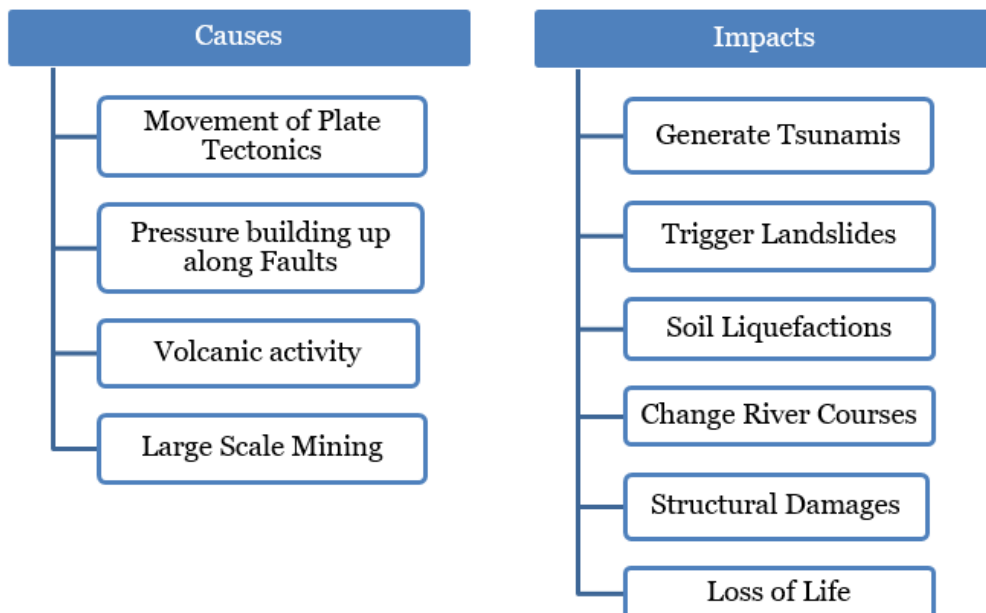 Causes
Movement of Plate
Tectonics
Pressure building up
along Faults
Volcanic activity
Large Scale Mining
Impacts
Generate Tsunamis
Trigger Landslides
Soil Liquefactions
Change River Courses
Structural Damages
Loss of Life